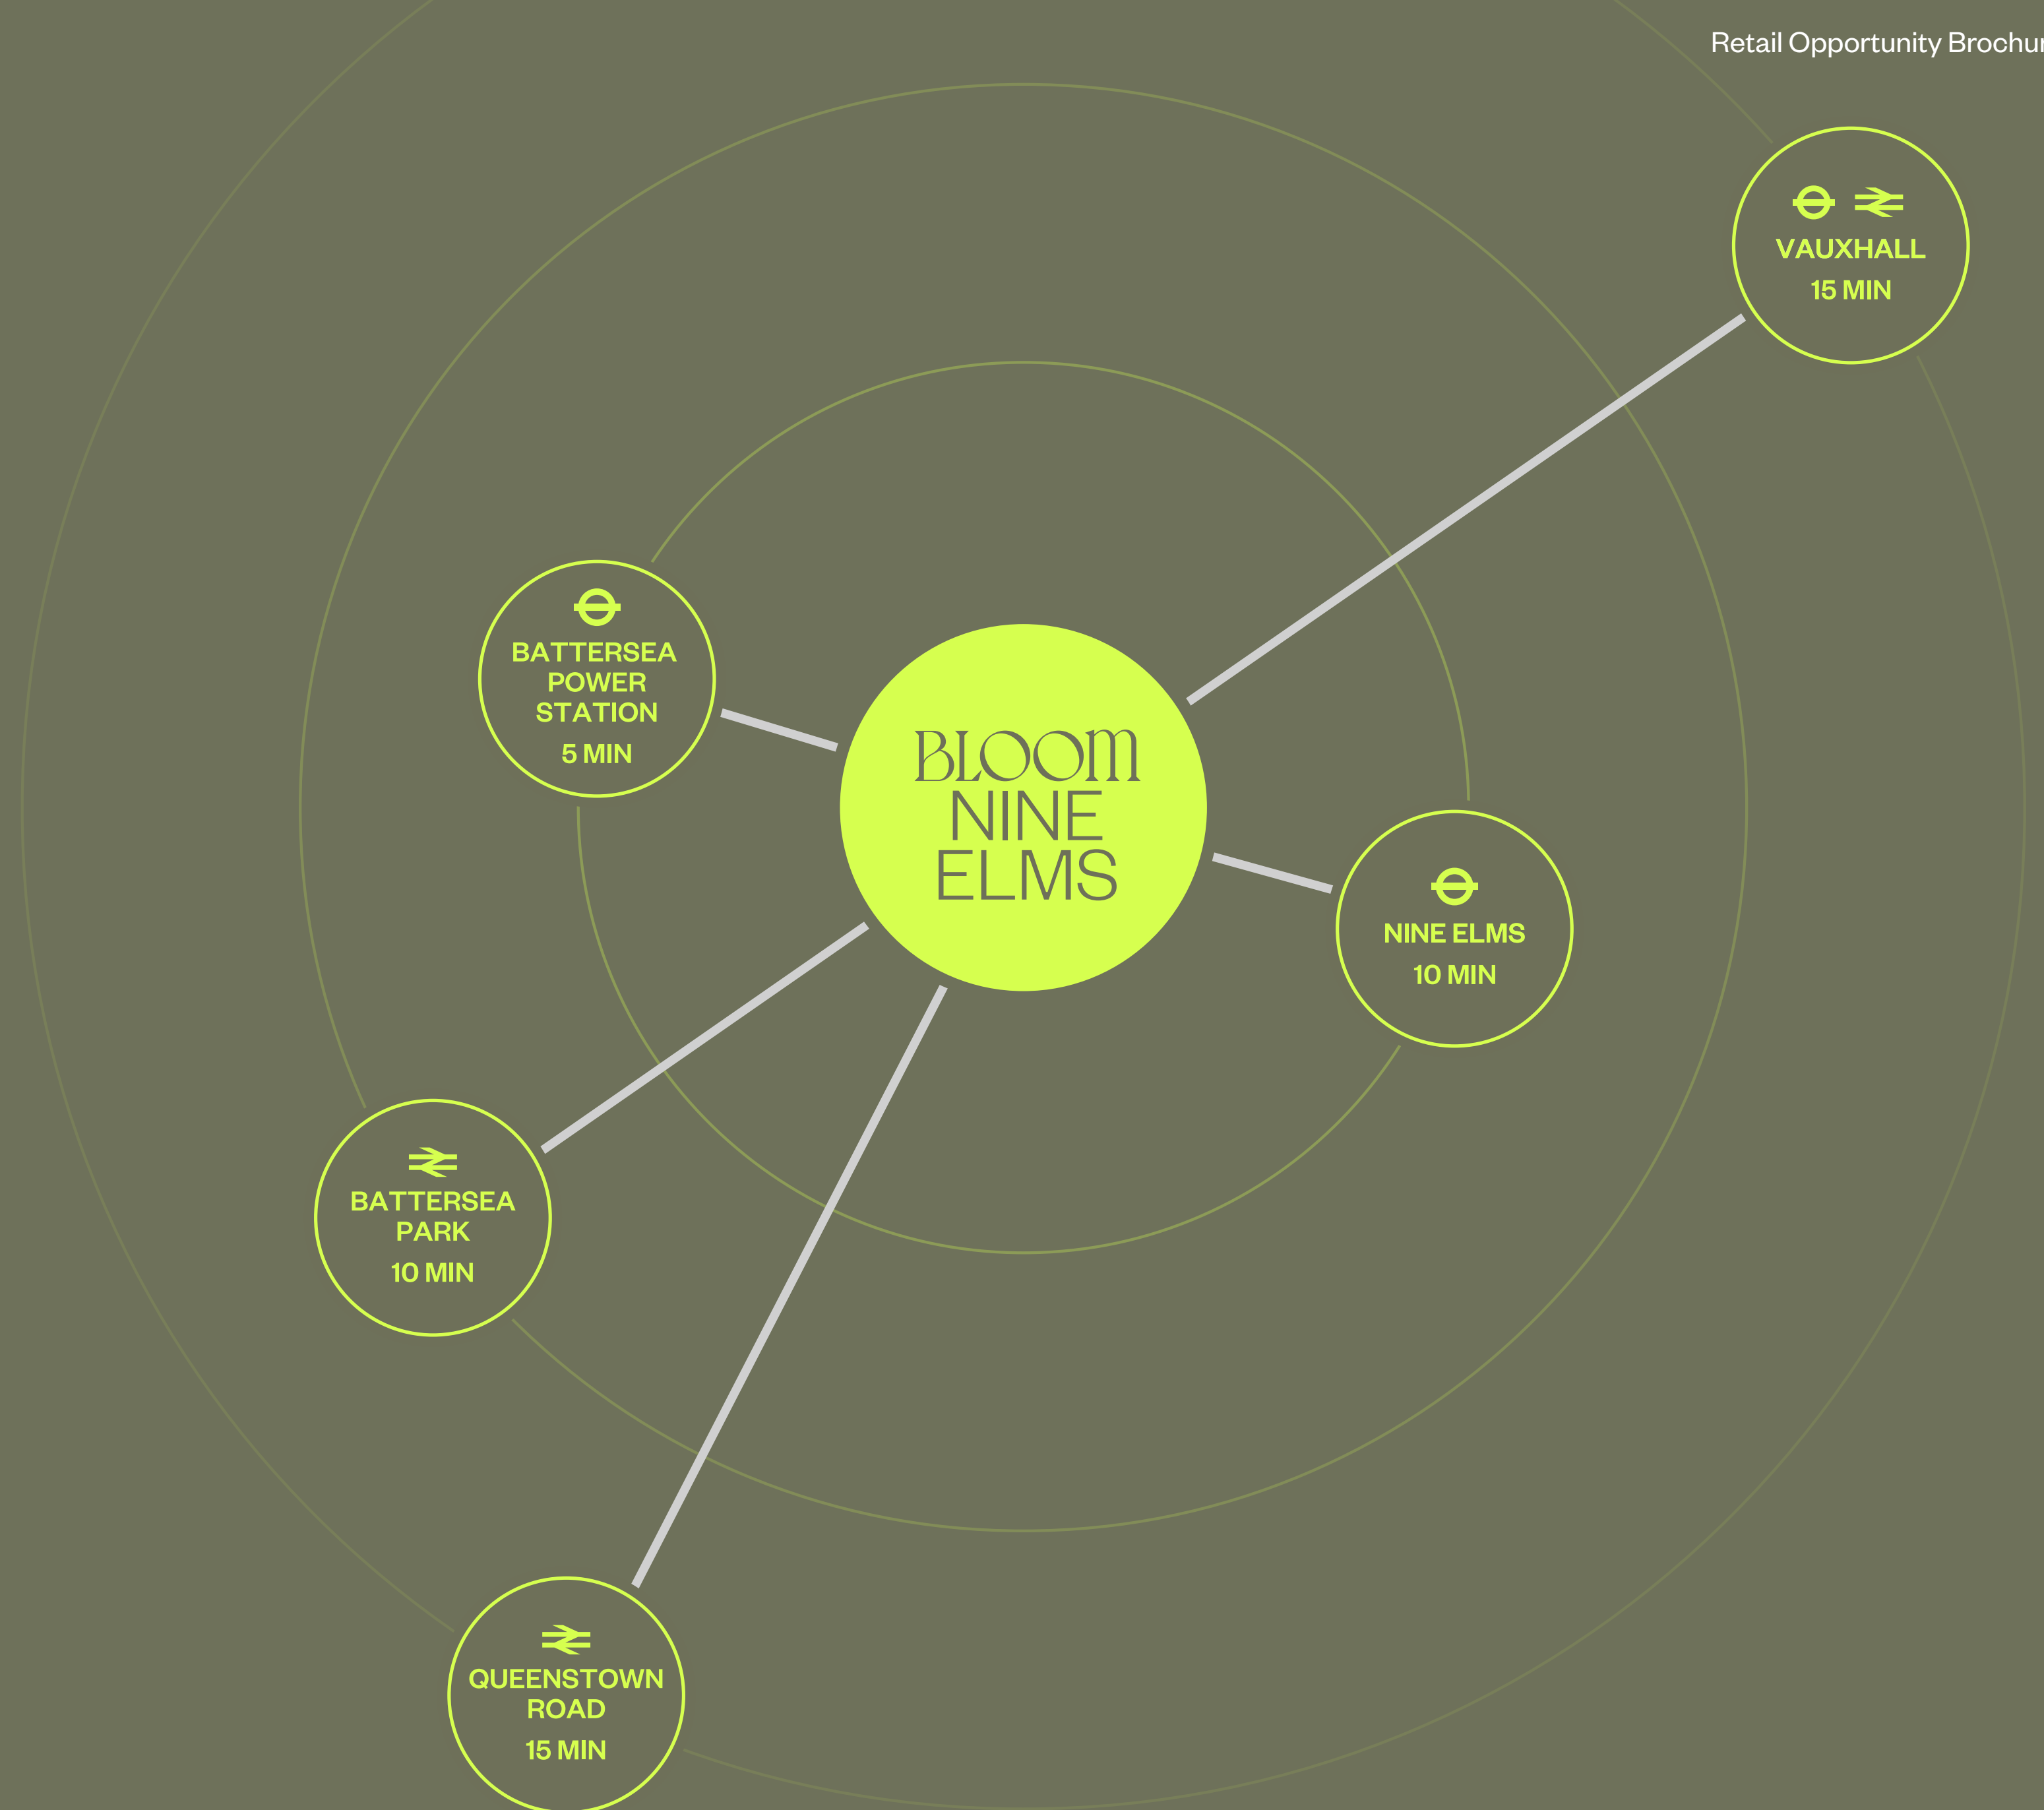 Retail Opportunity
VAUXHALL
15 MIN
BATTERSEA
POWER
STATION
5 MIN
BLOOM
NINE
ELMS
NINE ELMS
10 MIN
BATTERSEA
PARK
10 MIN
QUEENSTOWN
ROAD
15 MIN